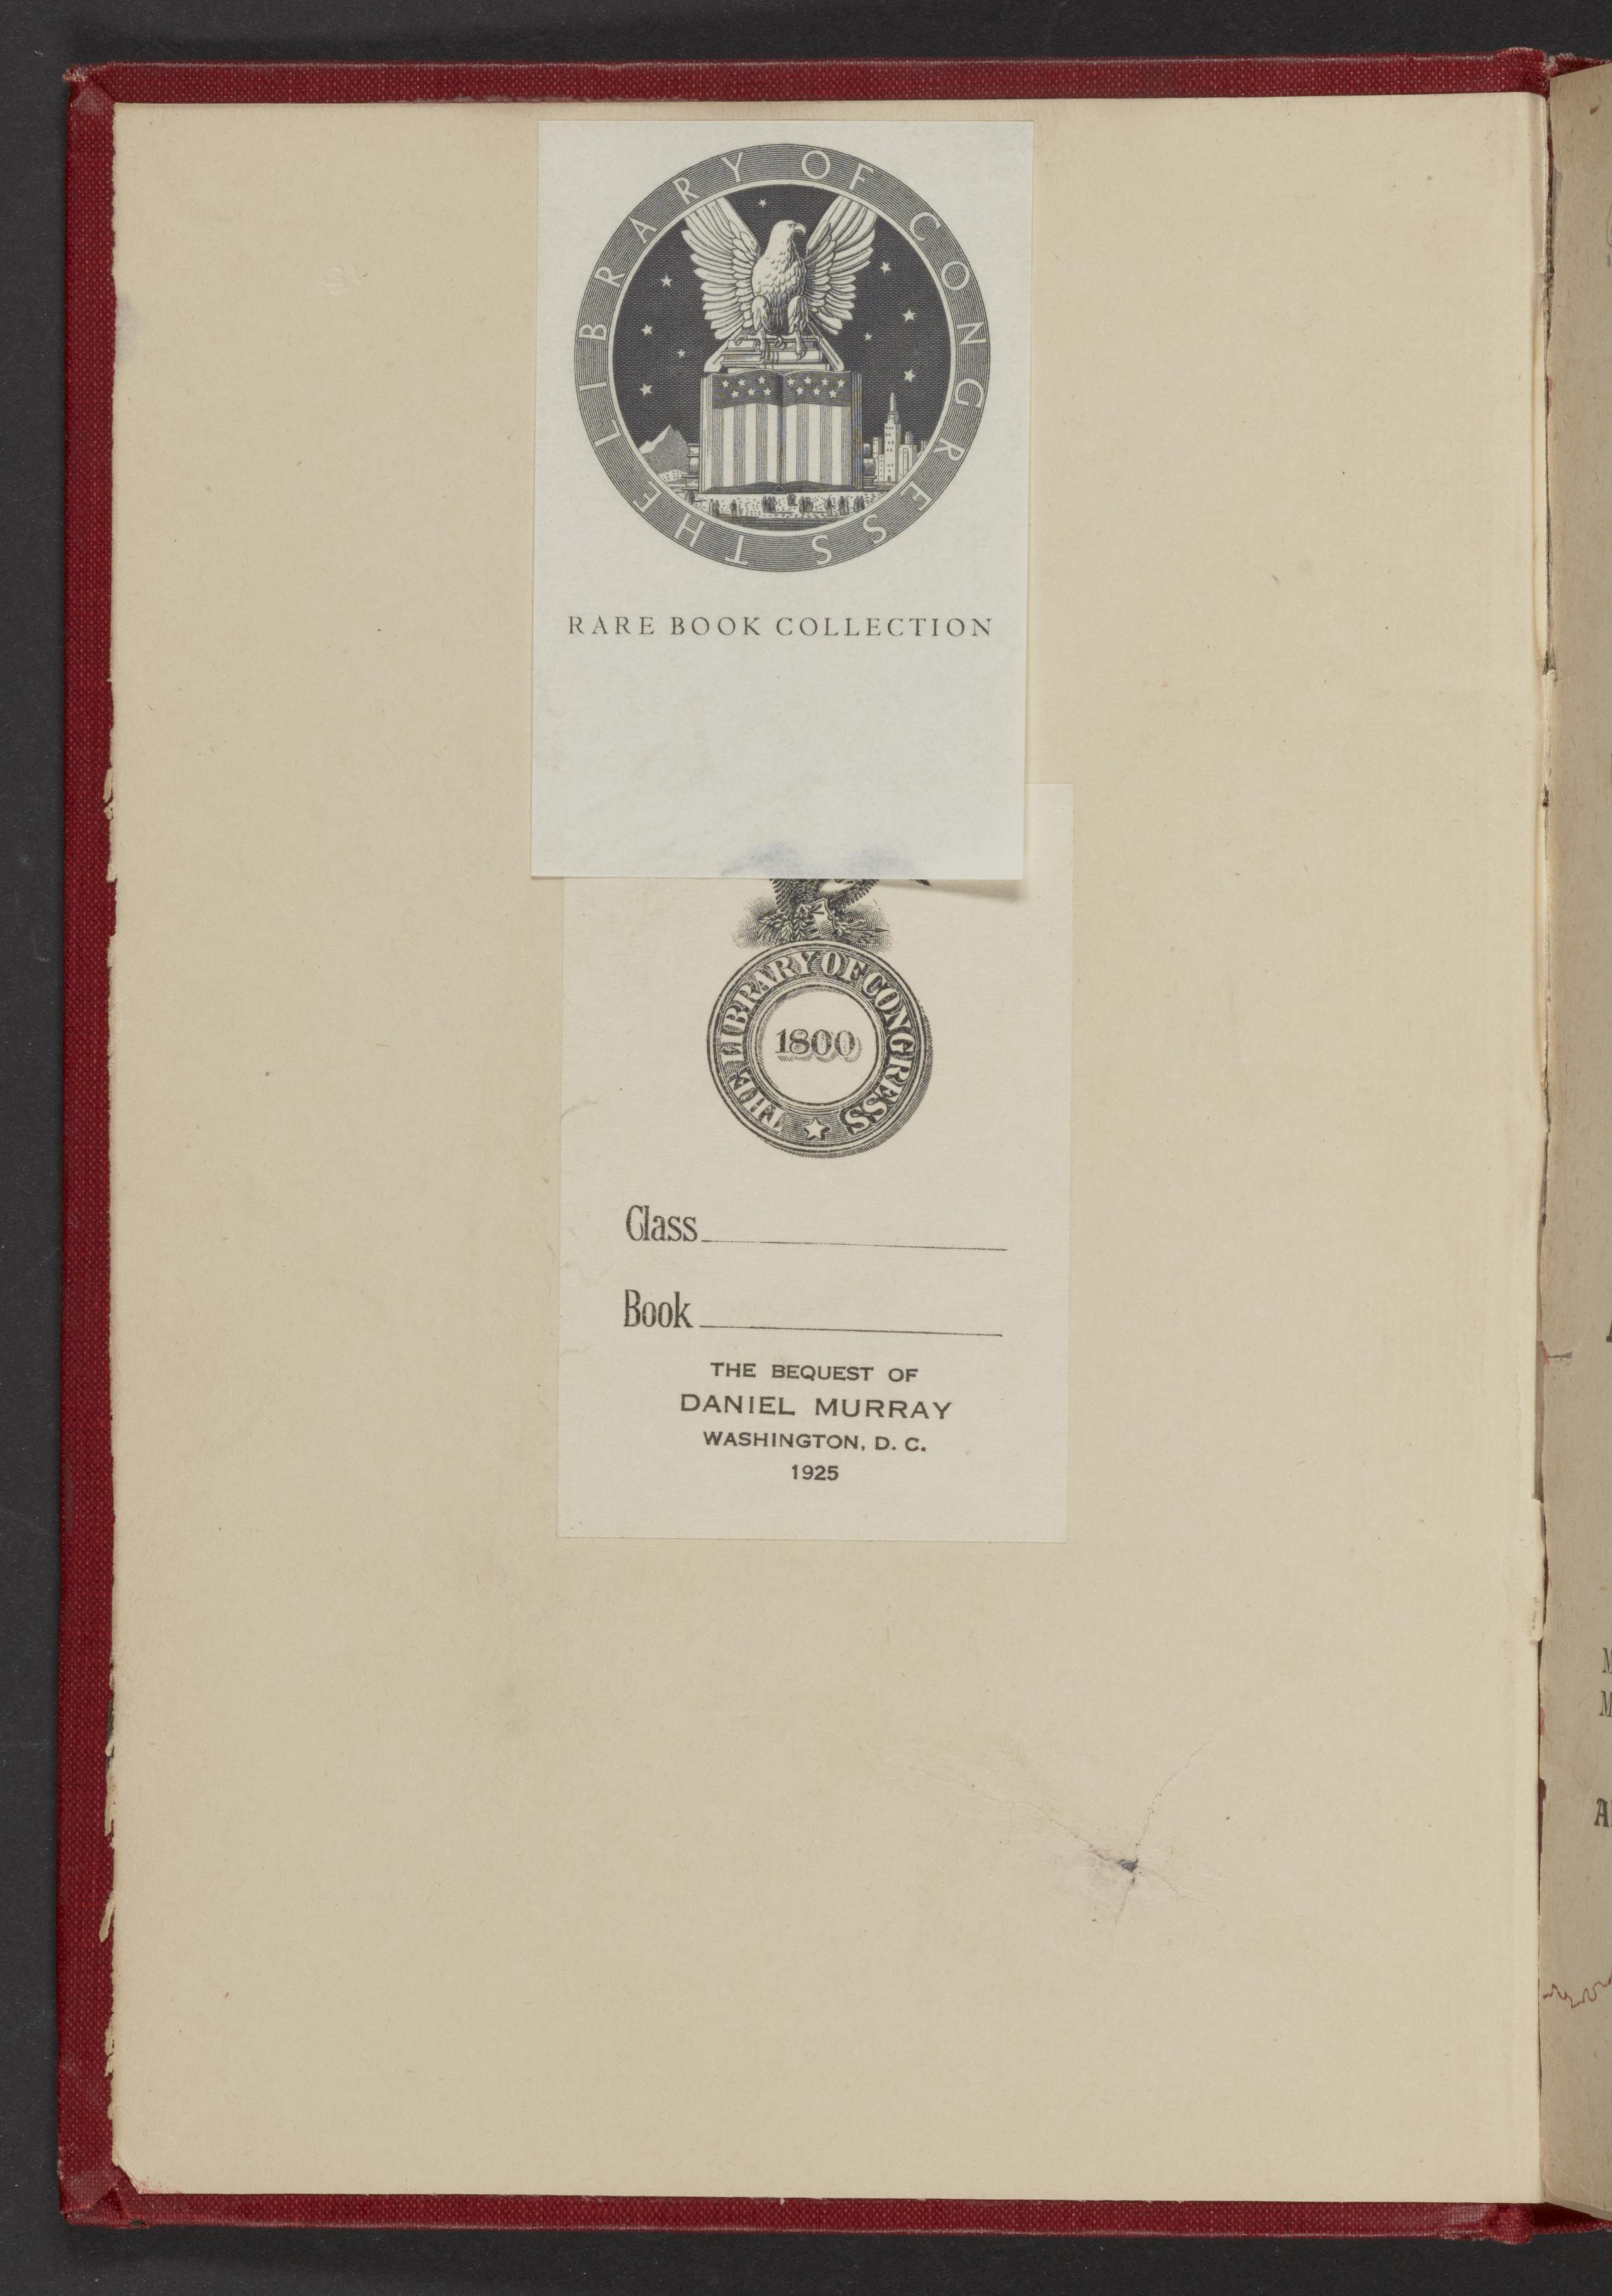 THE LIBRARY OF CONGRESS
RARE BOOK COLLECTION
THE LIBRARY OF CONGRESS
1800
Class
Book
THE BEQUEST OF
DANIEL MURRAY
WASHINGTON, D. C.
1925